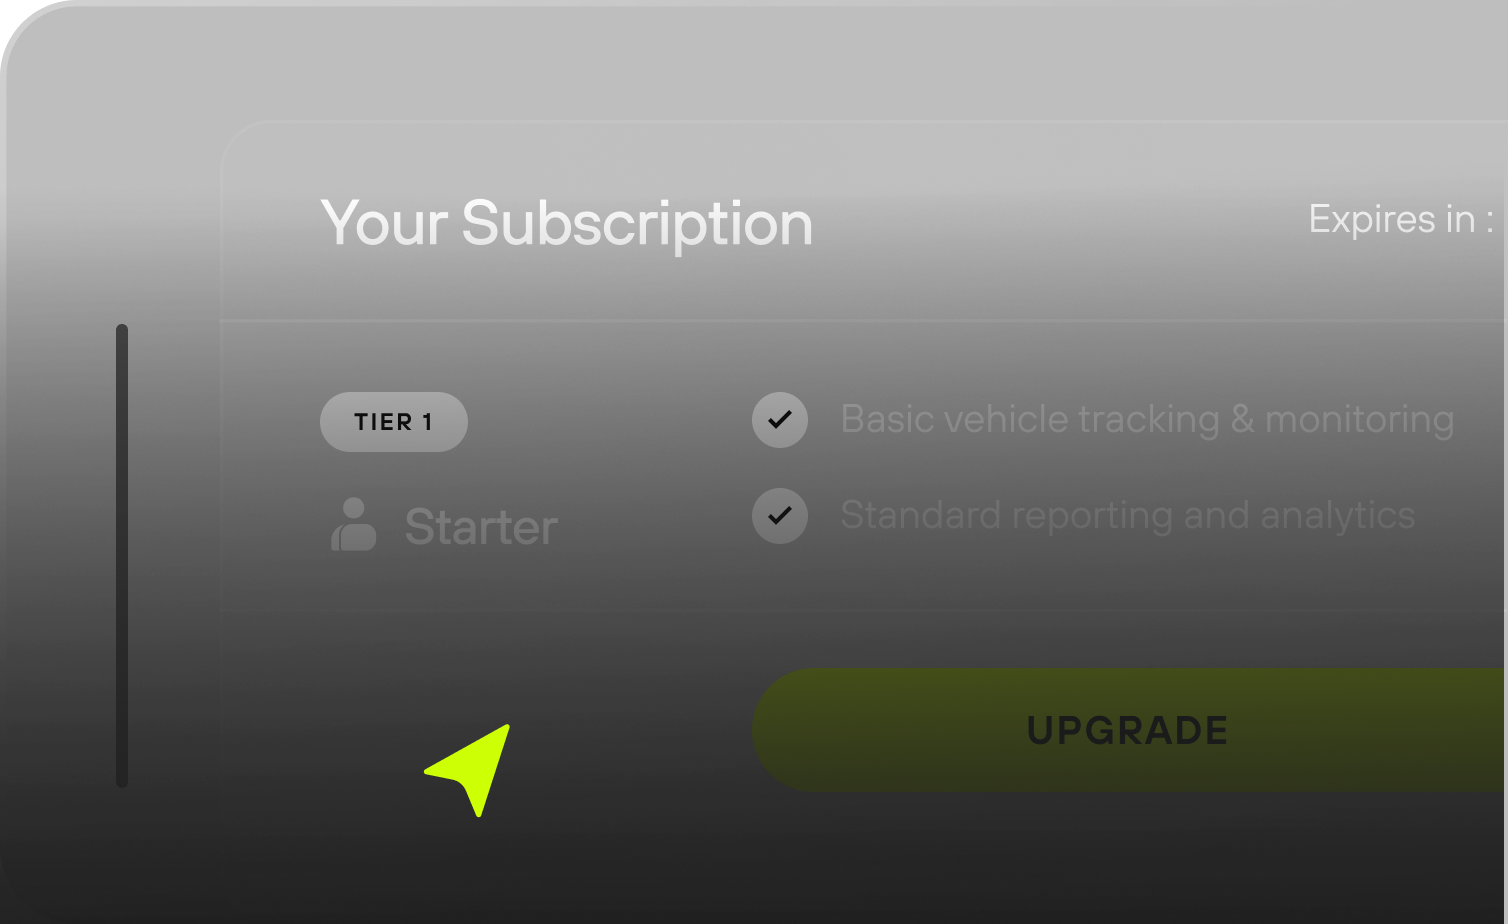 Your Subscription
Expires in :
TIER 1
Starter
Basic vehicle tracking & monitoring
Standard reporting and analytics
UPGRADE